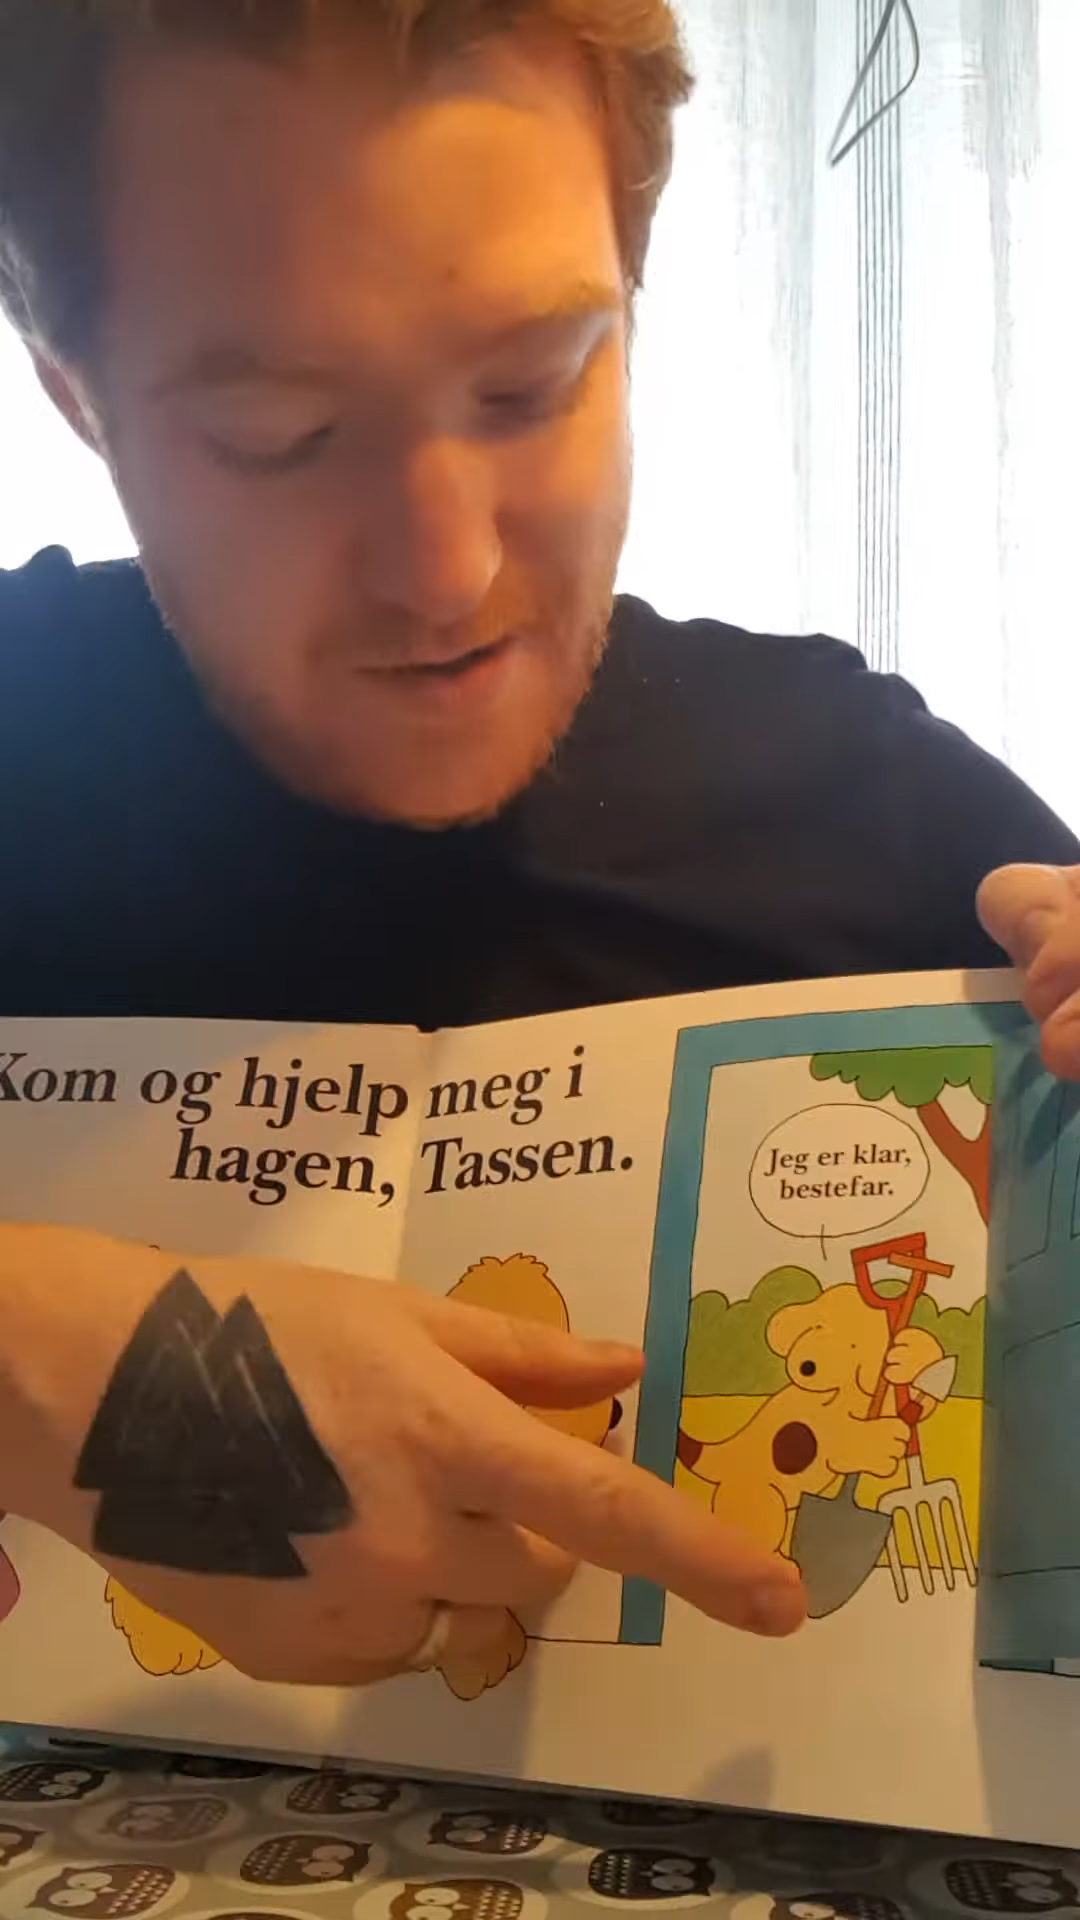 Kom og hjelp meg i
hagen, Tassen.
Jeg er klar,
bestefar.